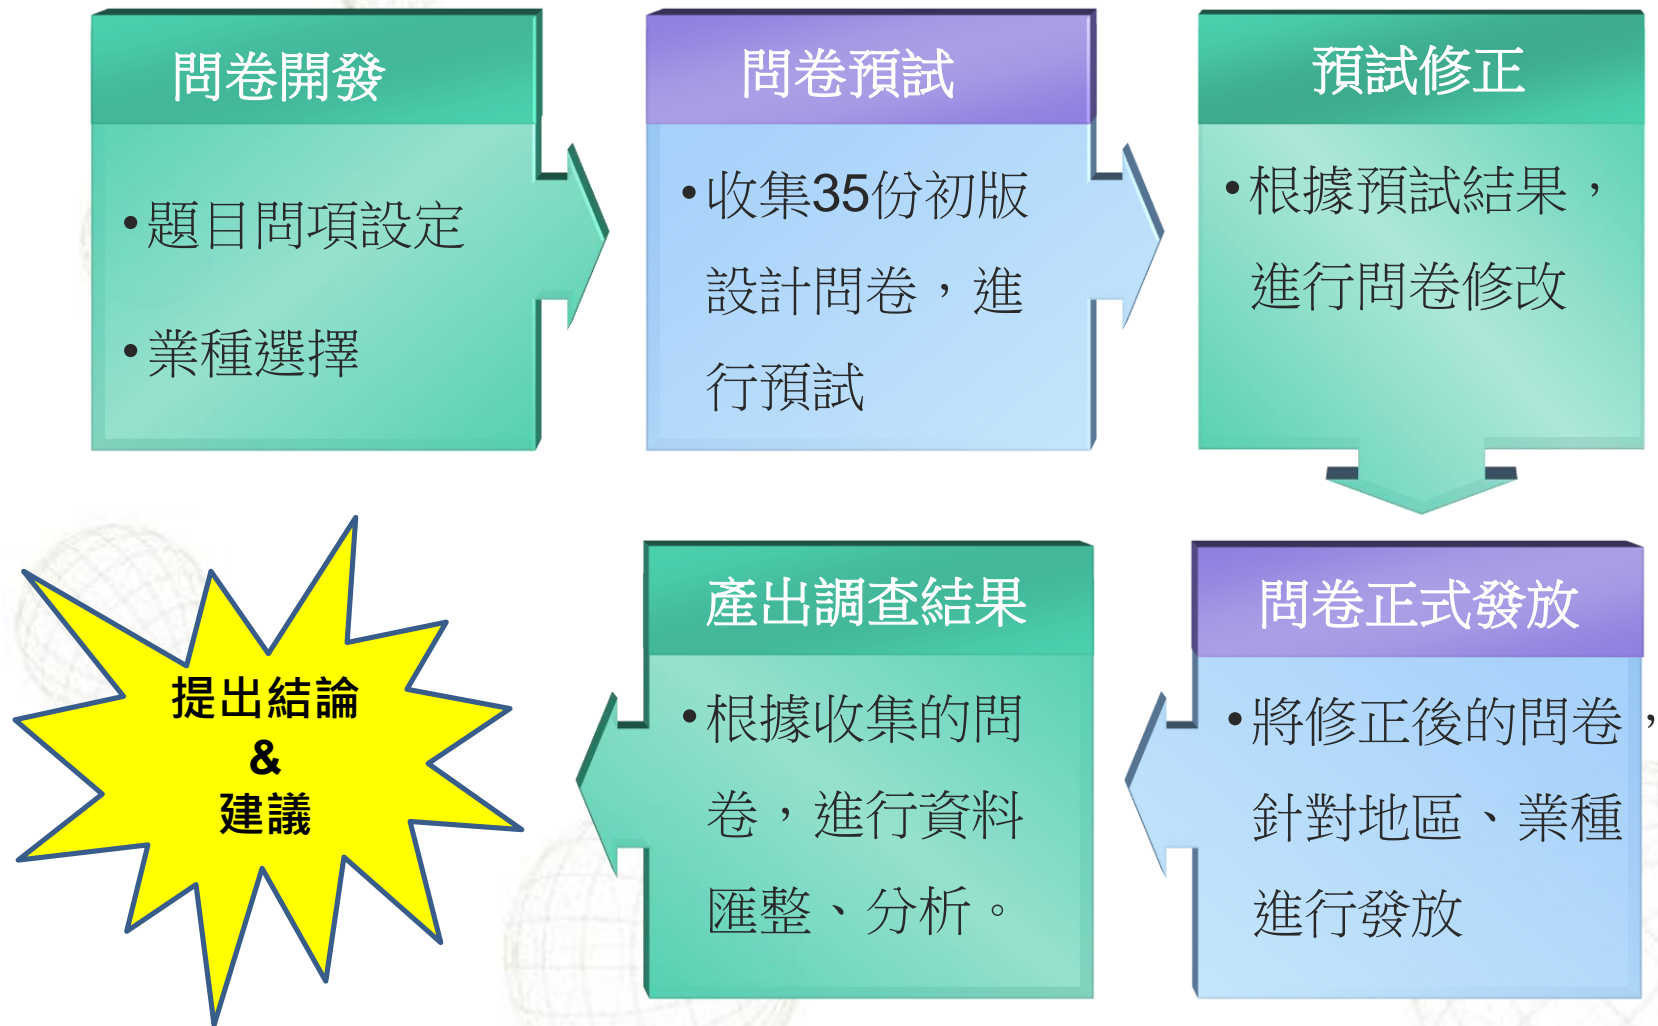 問卷開發
•題目問項設定
•業種選擇
問卷預試
•收集35份初版
設計問卷，進
行預試
預試修正
•根據預試結果，
進行問卷修改
問卷正式發放
•將修正後的問卷，
針對地區、業種
進行發放
產出調查結果
•根據收集的問
卷，進行資料
匯整、分析。
提出結論
&
建議